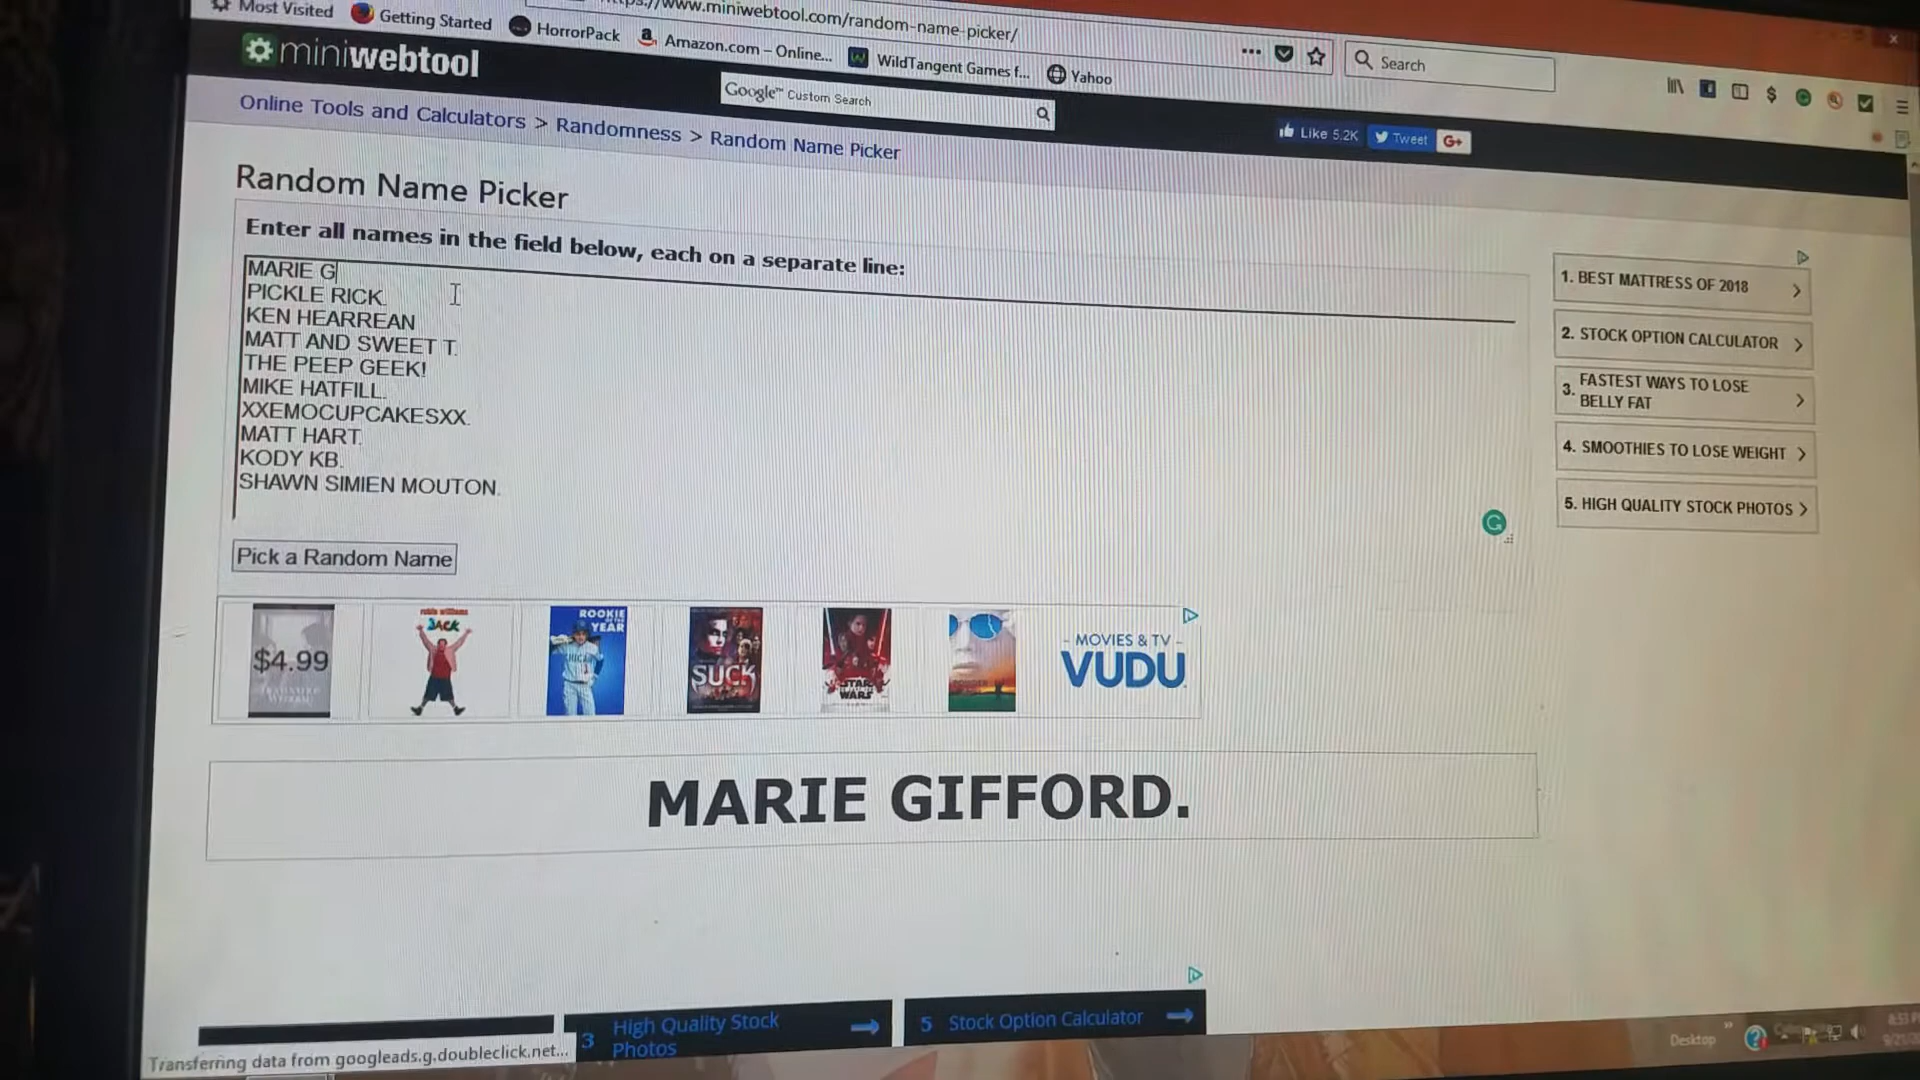 Most Visited
Getting Started
HorrorPack
Amazon.com – Online...
WildTangent Games f...
Yahoo
https://www.miniwebtool.com/random-name-picker/
Search
miniwebtool
Google™ Custom Search
Like 5.2K
Tweet
G+
Online Tools and Calculators > Randomness > Random Name Picker
Random Name Picker
Enter all names in the field below, each on a separate line:
MARIE G
PICKLE RICK.
KEN HEARREAN
MATT AND SWEET T.
THE PEEP GEEK!
MIKE HATFILL.
XXEMOCUPCAKESXX.
MATT HART.
KODY KB.
SHAWN SIMIEN MOUTON.
Pick a Random Name
1. BEST MATTRESS OF 2018
2. STOCK OPTION CALCULATOR
3. FASTEST WAYS TO LOSE
BELLY FAT
4. SMOOTHIES TO LOSE WEIGHT
5. HIGH QUALITY STOCK PHOTOS
$4.99
JACK
ROOKIE
OF THE
YEAR
SUCK
STAR
WARS
- MOVIES & TV -
VUDU
MARIE GIFFORD.
3 High Quality Stock
Photos
5 Stock Option Calculator
Transferring data from googleads.g.doubleclick.net...
Desktop